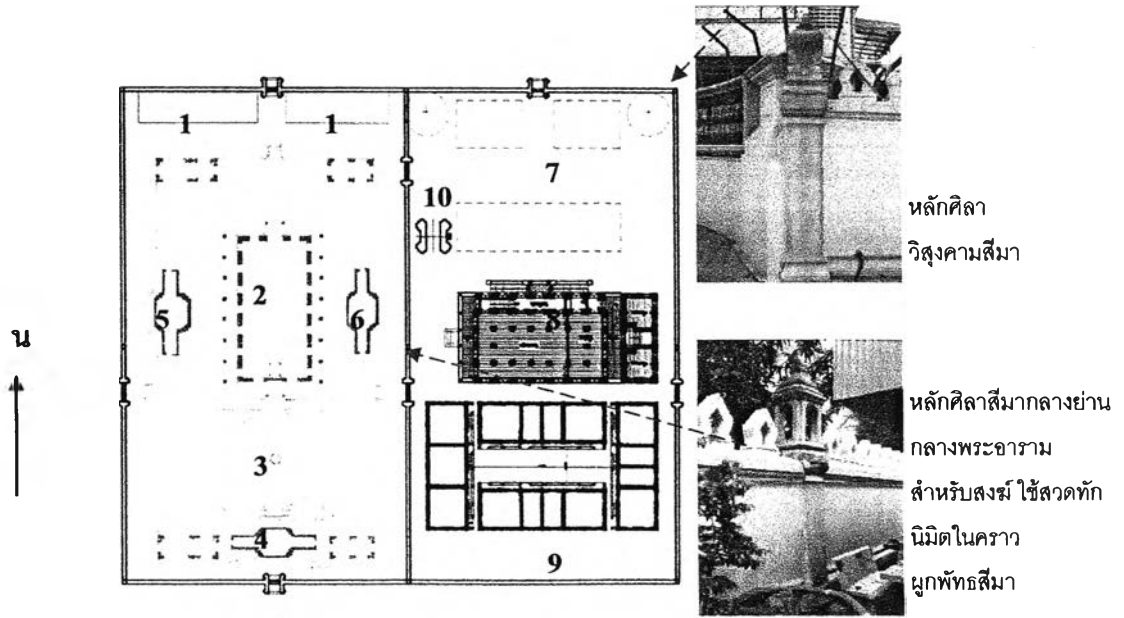 1
1
7
10
หลักศิลา
วิสุงคามสีมา
2
5
6
8
น
หลักศิลาสีมากลางย่าน
กลางพระอาราม
สำหรับสงฆ์ ใช้สวดทัก
นิมิตในคราว
ผูกพัทธสีมา
3
4
9